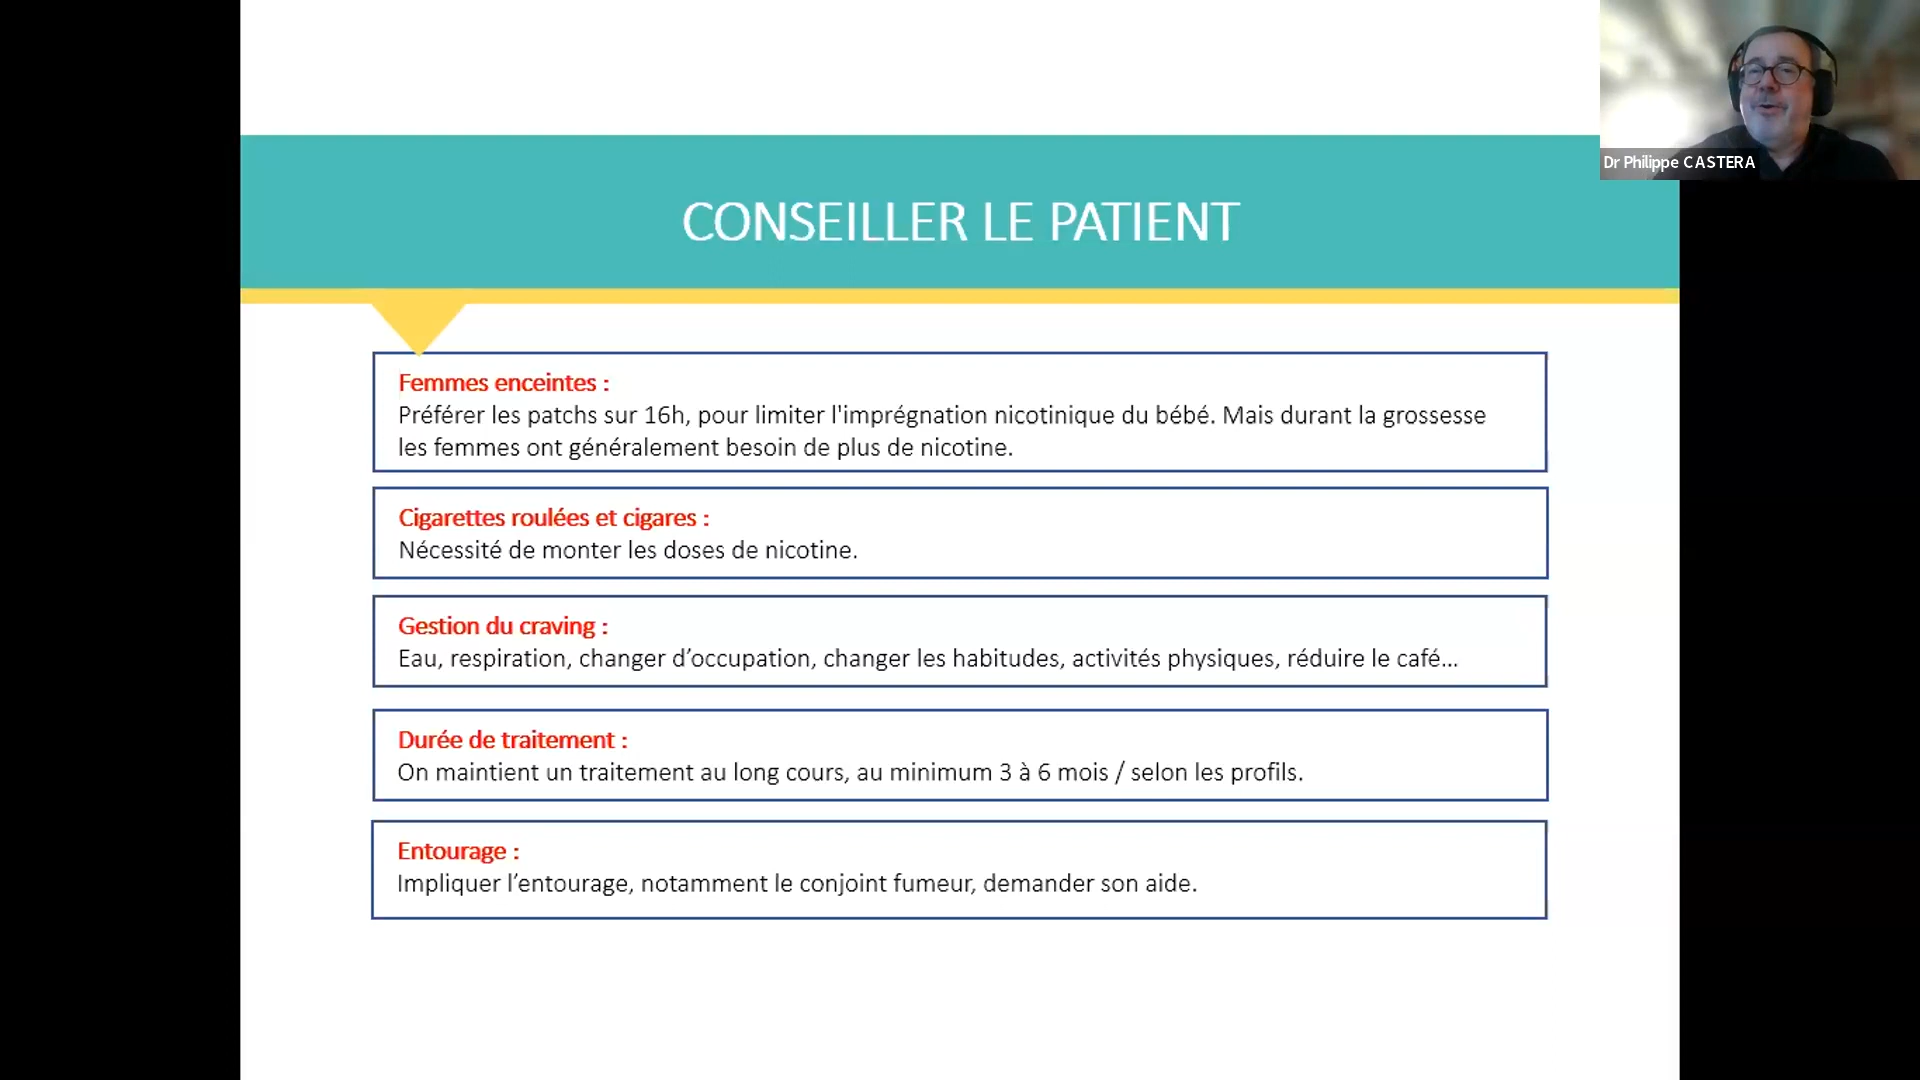 Dr Philippe CASTERA
CONSEILLER LE PATIENT
Femmes enceintes :
Préférer les patchs sur 16h, pour limiter l'imprégnation nicotinique du bébé. Mais durant la grossesse
les femmes ont généralement besoin de plus de nicotine.
Cigarettes roulées et cigares :
Nécessité de monter les doses de nicotine.
Gestion du craving :
Eau, respiration, changer d’occupation, changer les habitudes, activités physiques, réduire le café…
Durée de traitement :
On maintient un traitement au long cours, au minimum 3 à 6 mois / selon les profils.
Entourage :
Impliquer l’entourage, notamment le conjoint fumeur, demander son aide.